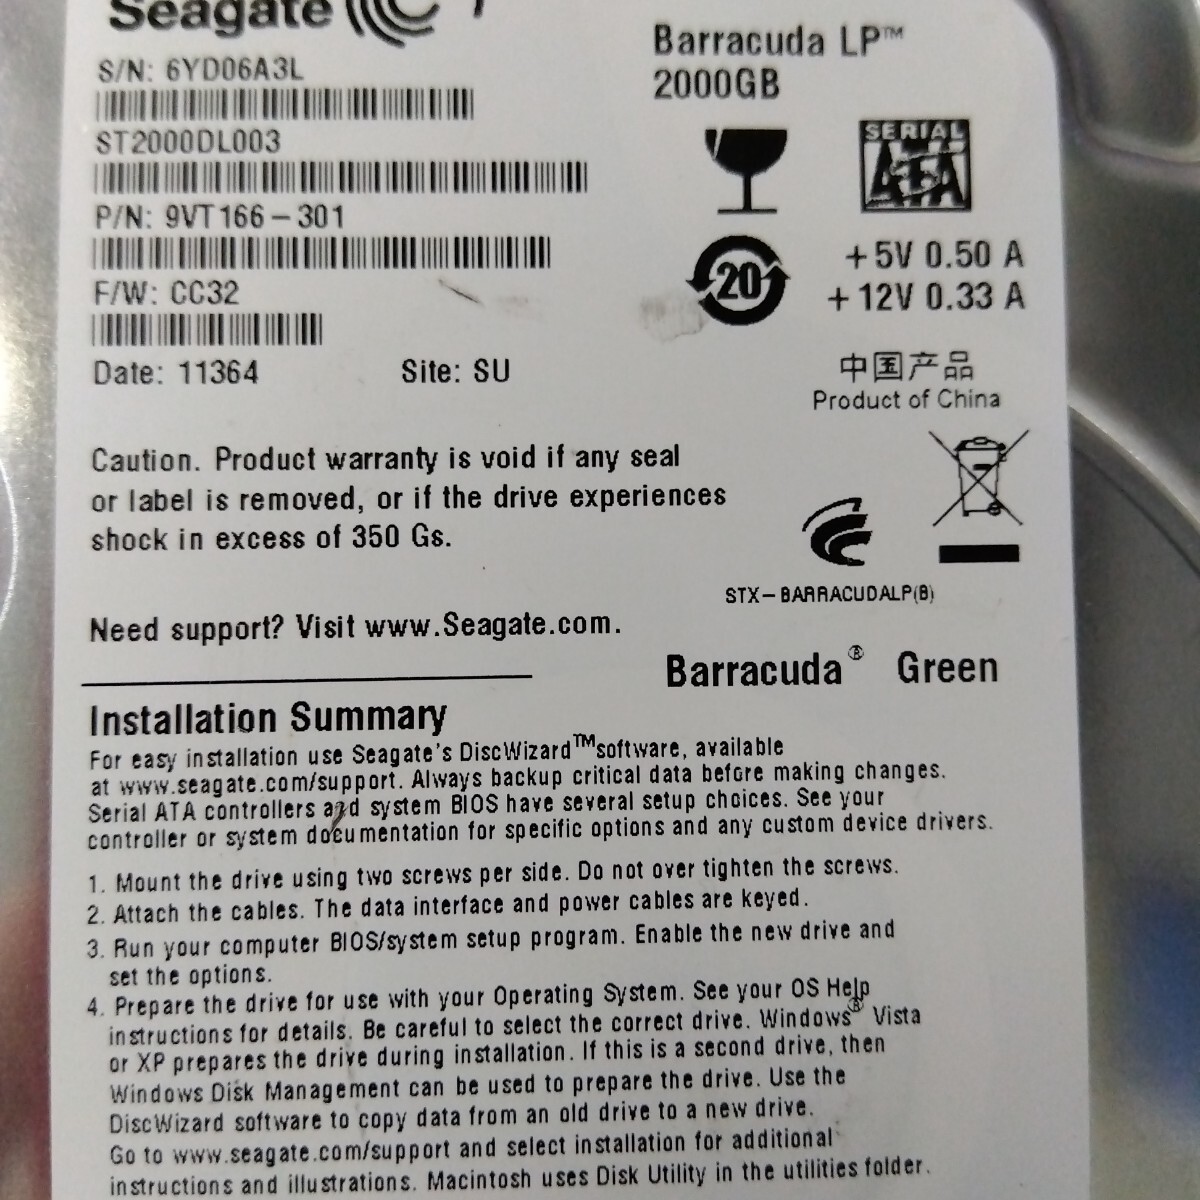 Seagate
S/N: 6YD06A3L
ST2000DL003
P/N: 9VT166-301
F/W: CC32
Date: 11364 Site: SU
Barracuda LP™
2000GB
SERIAL
ATA
20
+5V 0.50 A
+12V 0.33 A
中国产品
Product of China
Caution. Product warranty is void if any seal
or label is removed, or if the drive experiences
shock in excess of 350 Gs.
STX-BARRACUDALP(B)
Need support? Visit www.Seagate.com.
Barracuda® Green
Installation Summary
For easy installation use Seagate's DiscWizard™software, available
at www.seagate.com/support. Always backup critical data before making changes.
Serial ATA controllers and system BIOS have several setup choices. See your
controller or system documentation for specific options and any custom device drivers.
1. Mount the drive using two screws per side. Do not over tighten the screws.
2. Attach the cables. The data interface and power cables are keyed.
3. Run your computer BIOS/system setup program. Enable the new drive and
set the options.
4. Prepare the drive for use with your Operating System. See your OS Help
instructions for details. Be careful to select the correct drive. Windows® Vista
or XP prepares the drive during installation. If this is a second drive, then
Windows Disk Management can be used to prepare the drive. Use the
DiscWizard software to copy data from an old drive to a new drive.
Go to www.seagate.com/support and select installation for additional
instructions and illustrations. Macintosh uses Disk Utility in the utilities folder.